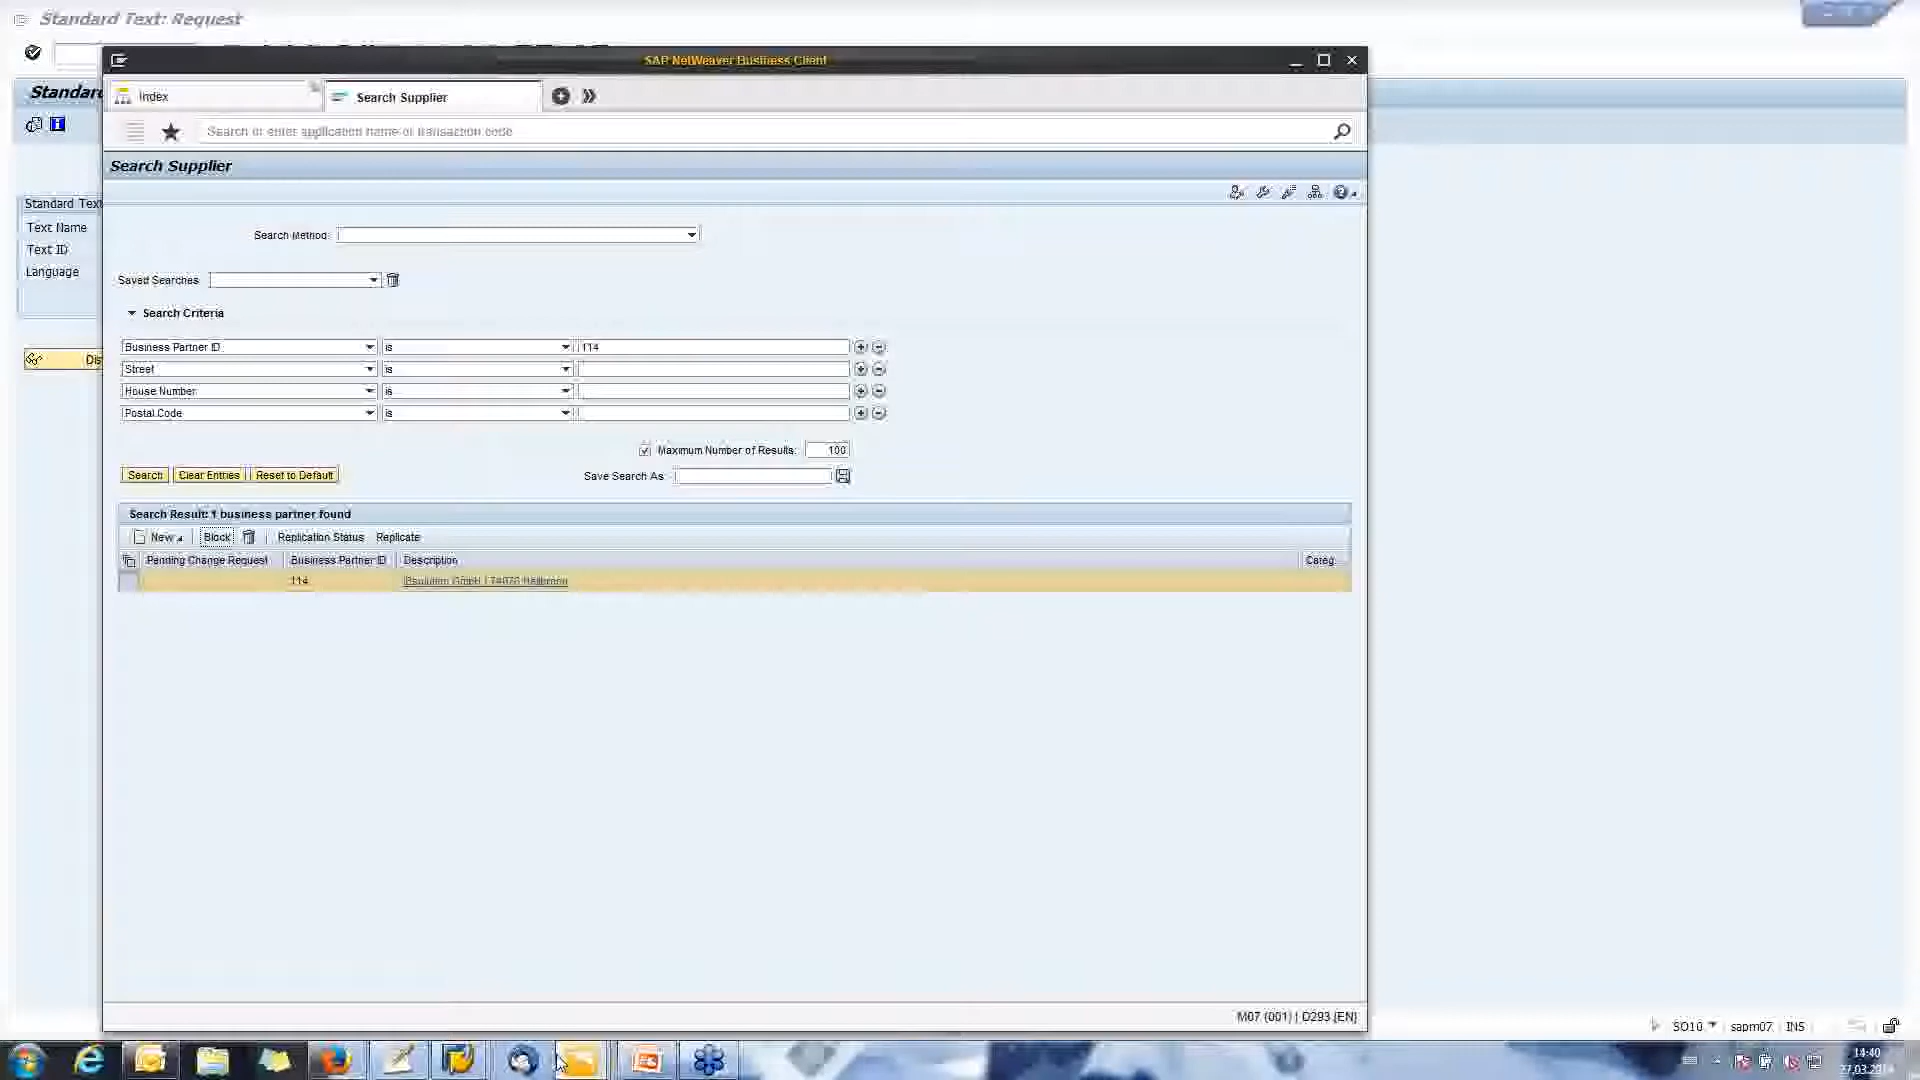 Standard Text: Request
SAP NetWeaver Business Client
Index
Search Supplier
Standard
Search or enter application name or transaction code
Search Supplier
Standard Text
Text Name
Text ID
Language
Search Method:
Saved Searches
Search Criteria
Business Partner ID is 114
Street is
House Number is
Postal Code is
Maximum Number of Results: 100
Search Clear Entries Reset to Default
Save Search As:
Search Result: 1 business partner found
New Block Replication Status Replicate
Pending Change Request Business Partner ID Description Categ.
114
M07 (001) | D293 [EN]
SO10 sapm07 INS
14:40